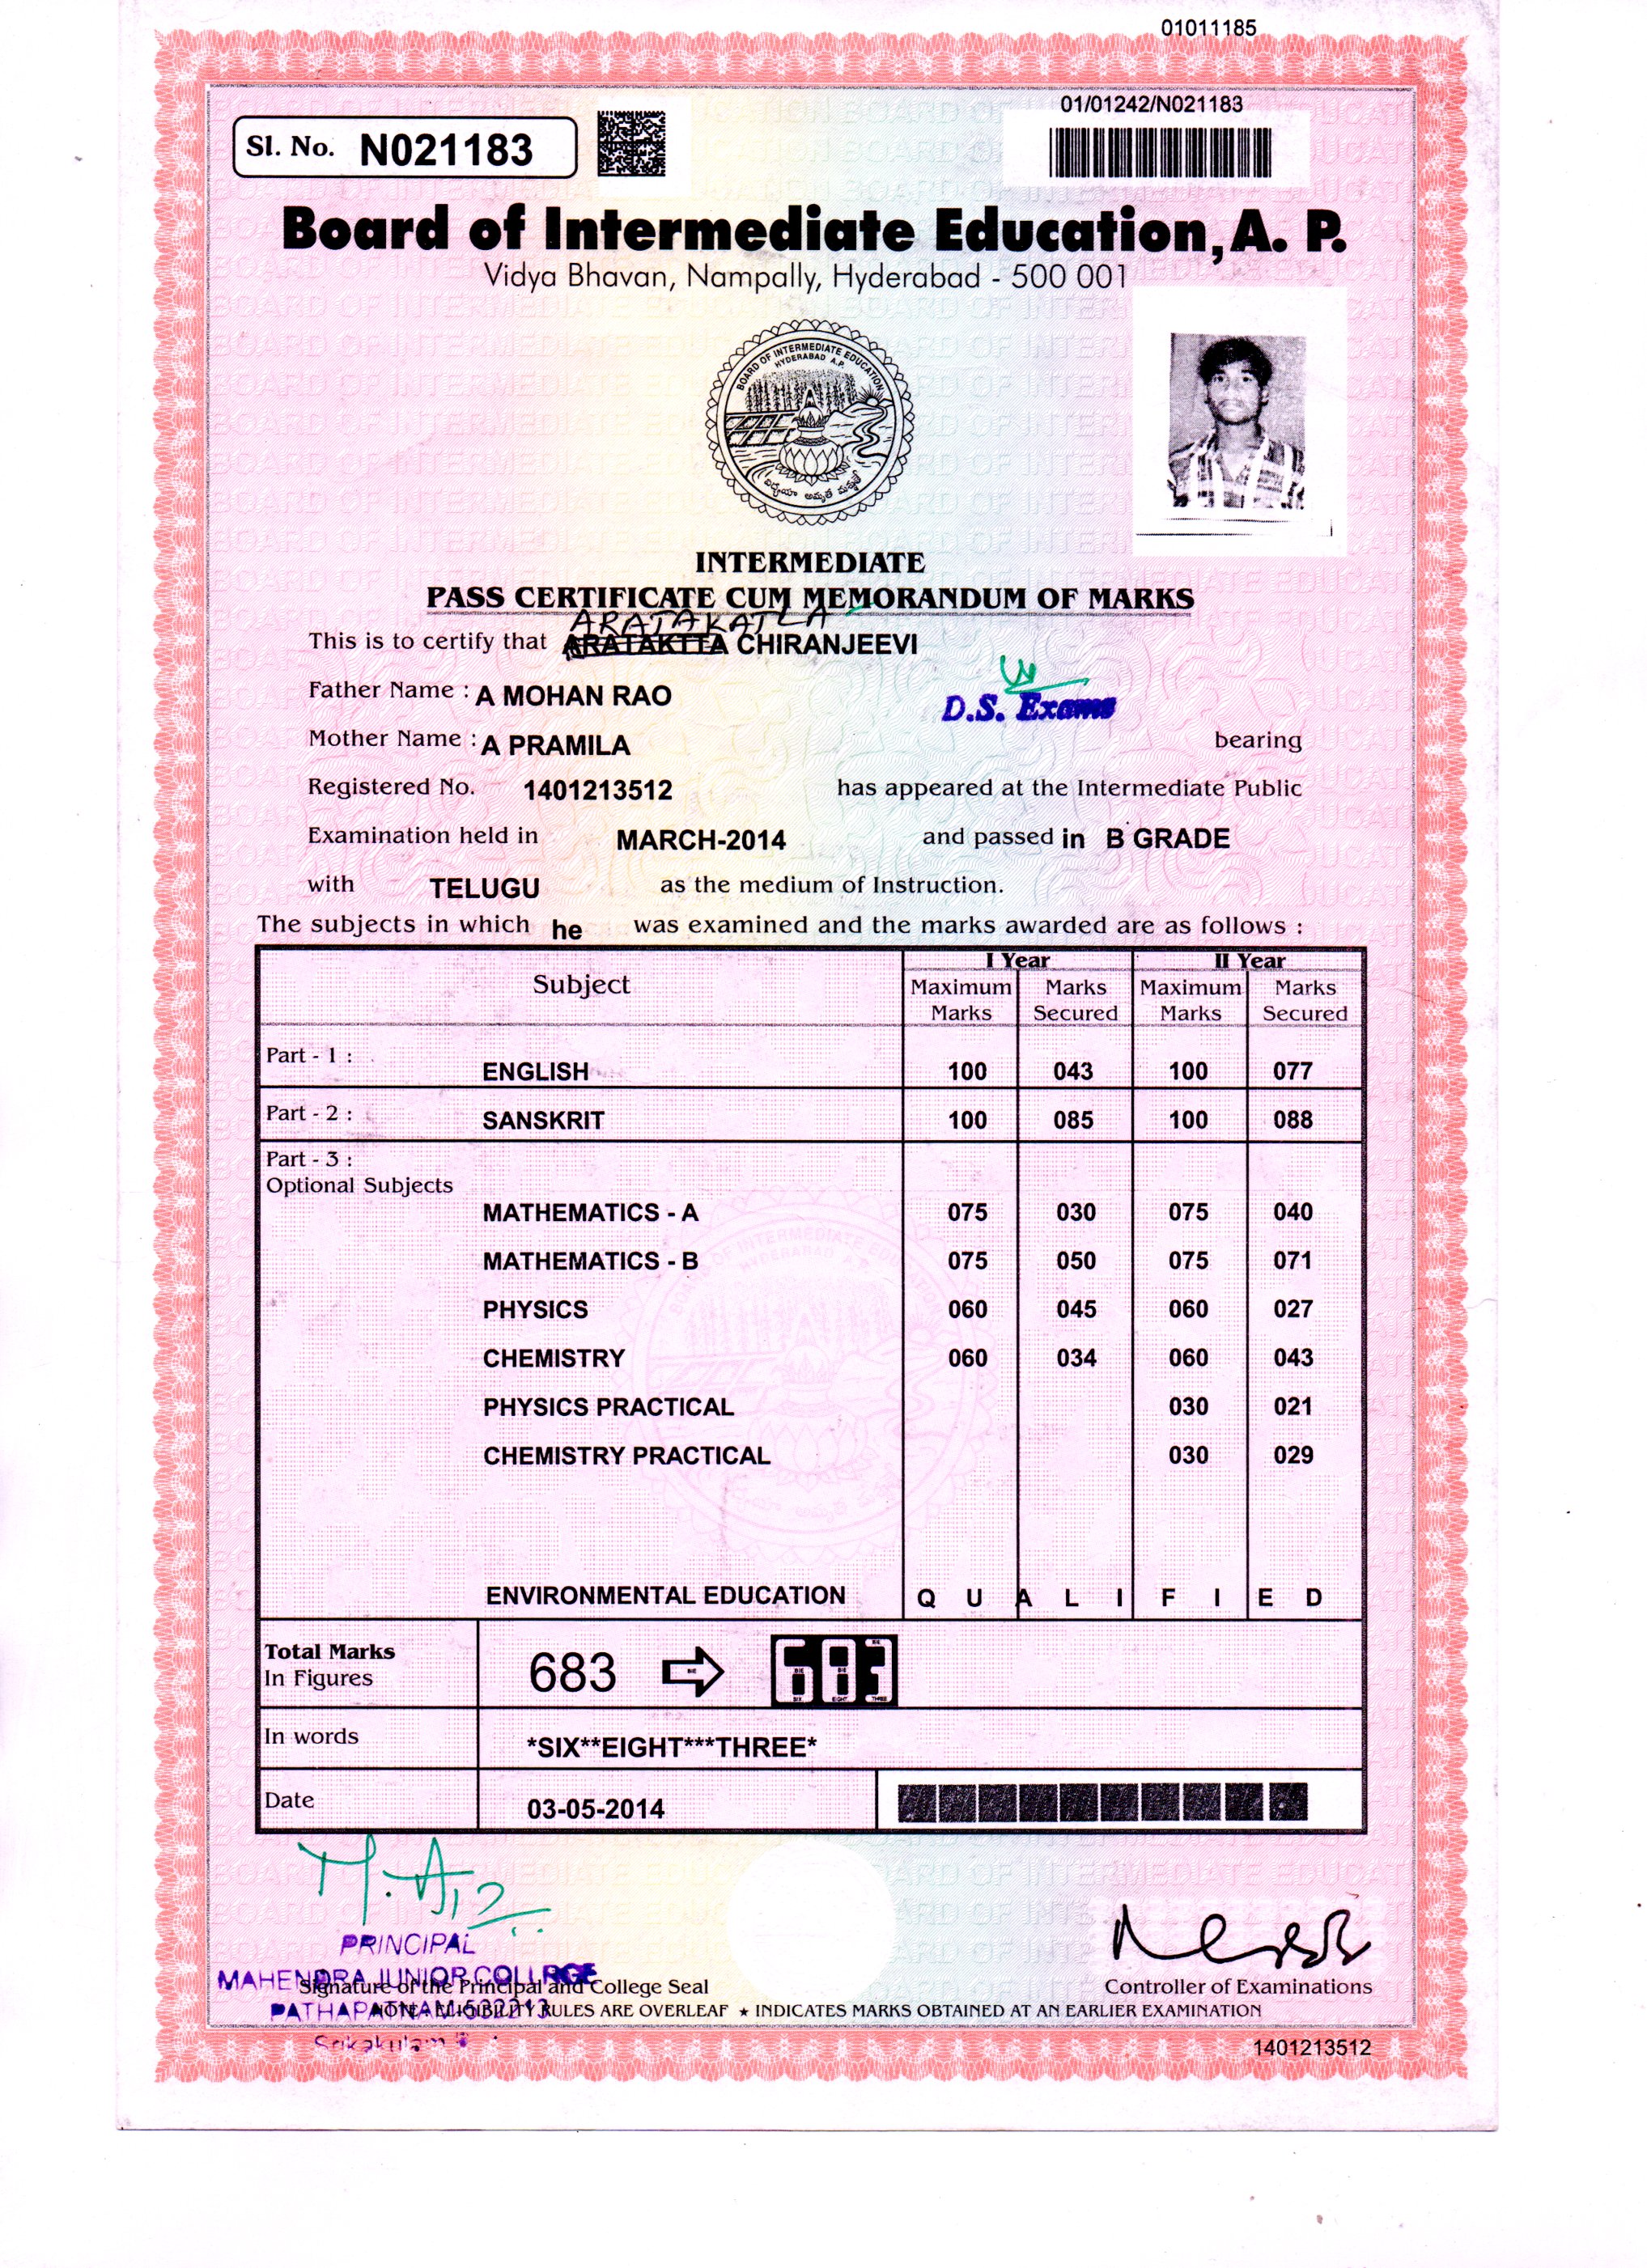 01011185
01/01242/N021183
Sl. No. N021183
Board of Intermediate Education, A. P.
Vidya Bhavan, Nampally, Hyderabad - 500 001
BOARD OF INTERMEDIATE EDUCATION
HYDERABAD A.P.
INTERMEDIATE
PASS CERTIFICATE CUM MEMORANDUM OF MARKS
ARATAKATLA
This is to certify that ARATAKTTA CHIRANJEEVI
Father Name : A MOHAN RAO
D.S. Exams
Mother Name : A PRAMILA bearing
Registered No. 1401213512 has appeared at the Intermediate Public
Examination held in MARCH-2014 and passed in B GRADE
with TELUGU as the medium of Instruction.
The subjects in which he was examined and the marks awarded are as follows :
Subject I Year II Year
Maximum Marks Marks Secured Maximum Marks Marks Secured
Part - 1 :
ENGLISH 100 043 100 077
Part - 2 :
SANSKRIT 100 085 100 088
Part - 3 :
Optional Subjects
MATHEMATICS - A 075 030 075 040
MATHEMATICS - B 075 050 075 071
PHYSICS 060 045 060 027
CHEMISTRY 060 034 060 043
PHYSICS PRACTICAL 030 021
CHEMISTRY PRACTICAL 030 029
ENVIRONMENTAL EDUCATION Q U A L I F I E D
Total Marks
In Figures 683 683
In words *SIX**EIGHT***THREE*
Date 03-05-2014
PRINCIPAL
MAHENDRA JUNIOR COLLEGE
Signature of the Principal and College Seal
Controller of Examinations
PATHAPATNAM-532213
NOTE : ELIGIBILITY RULES ARE OVERLEAF ★ INDICATES MARKS OBTAINED AT AN EARLIER EXAMINATION
Srikakulam
1401213512